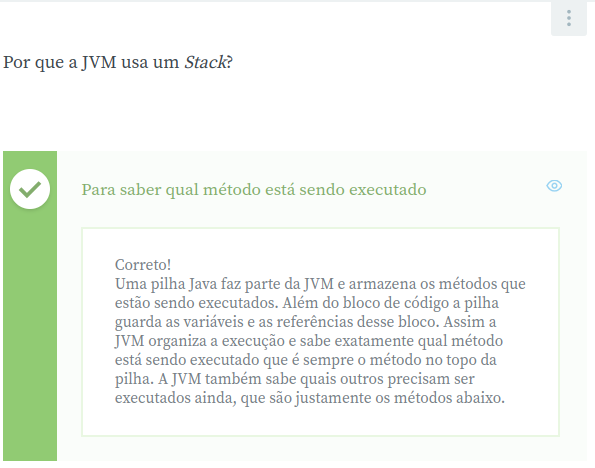 Por que a JVM usa um Stack?
Para saber qual método está sendo executado
Correto!
Uma pilha Java faz parte da JVM e armazena os métodos que
estão sendo executados. Além do bloco de código a pilha
guarda as variáveis e as referências desse bloco. Assim a
JVM organiza a execução e sabe exatamente qual método
está sendo executado que é sempre o método no topo da
pilha. A JVM também sabe quais outros precisam ser
executados ainda, que são justamente os métodos abaixo.